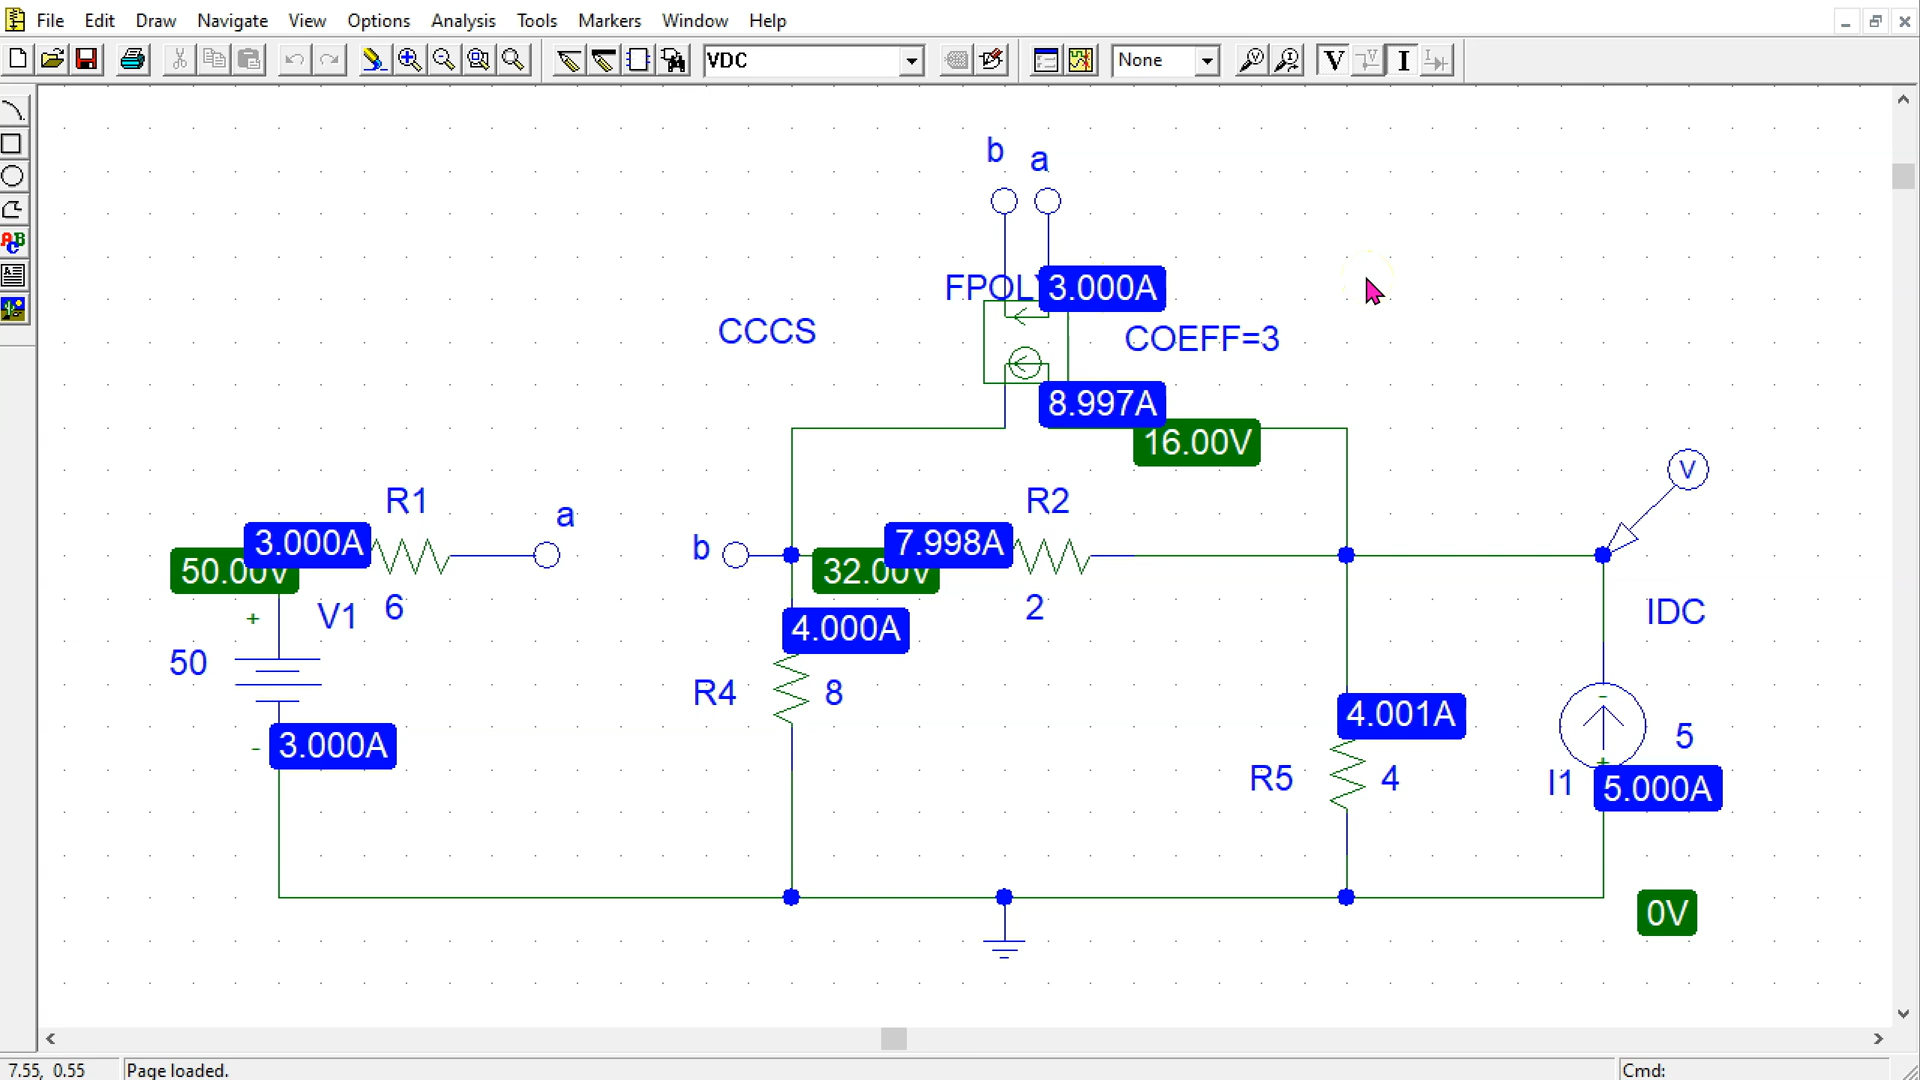 File Edit Draw Navigate View Options Analysis Tools Markers Window Help
VDC
None
V
I
ABC
b a
FPOLY
3.000A
CCCS
COEFF=3
8.997A
16.00V
V
R1
a
R2
3.000A
b
7.998A
50.00V
32.00V
+
V1
6
2
IDC
4.000A
50
R4
8
4.001A
-
5
-
3.000A
+
R5
4
I1
5.000A
0V
7.55, 0.55
Page loaded.
Cmd: